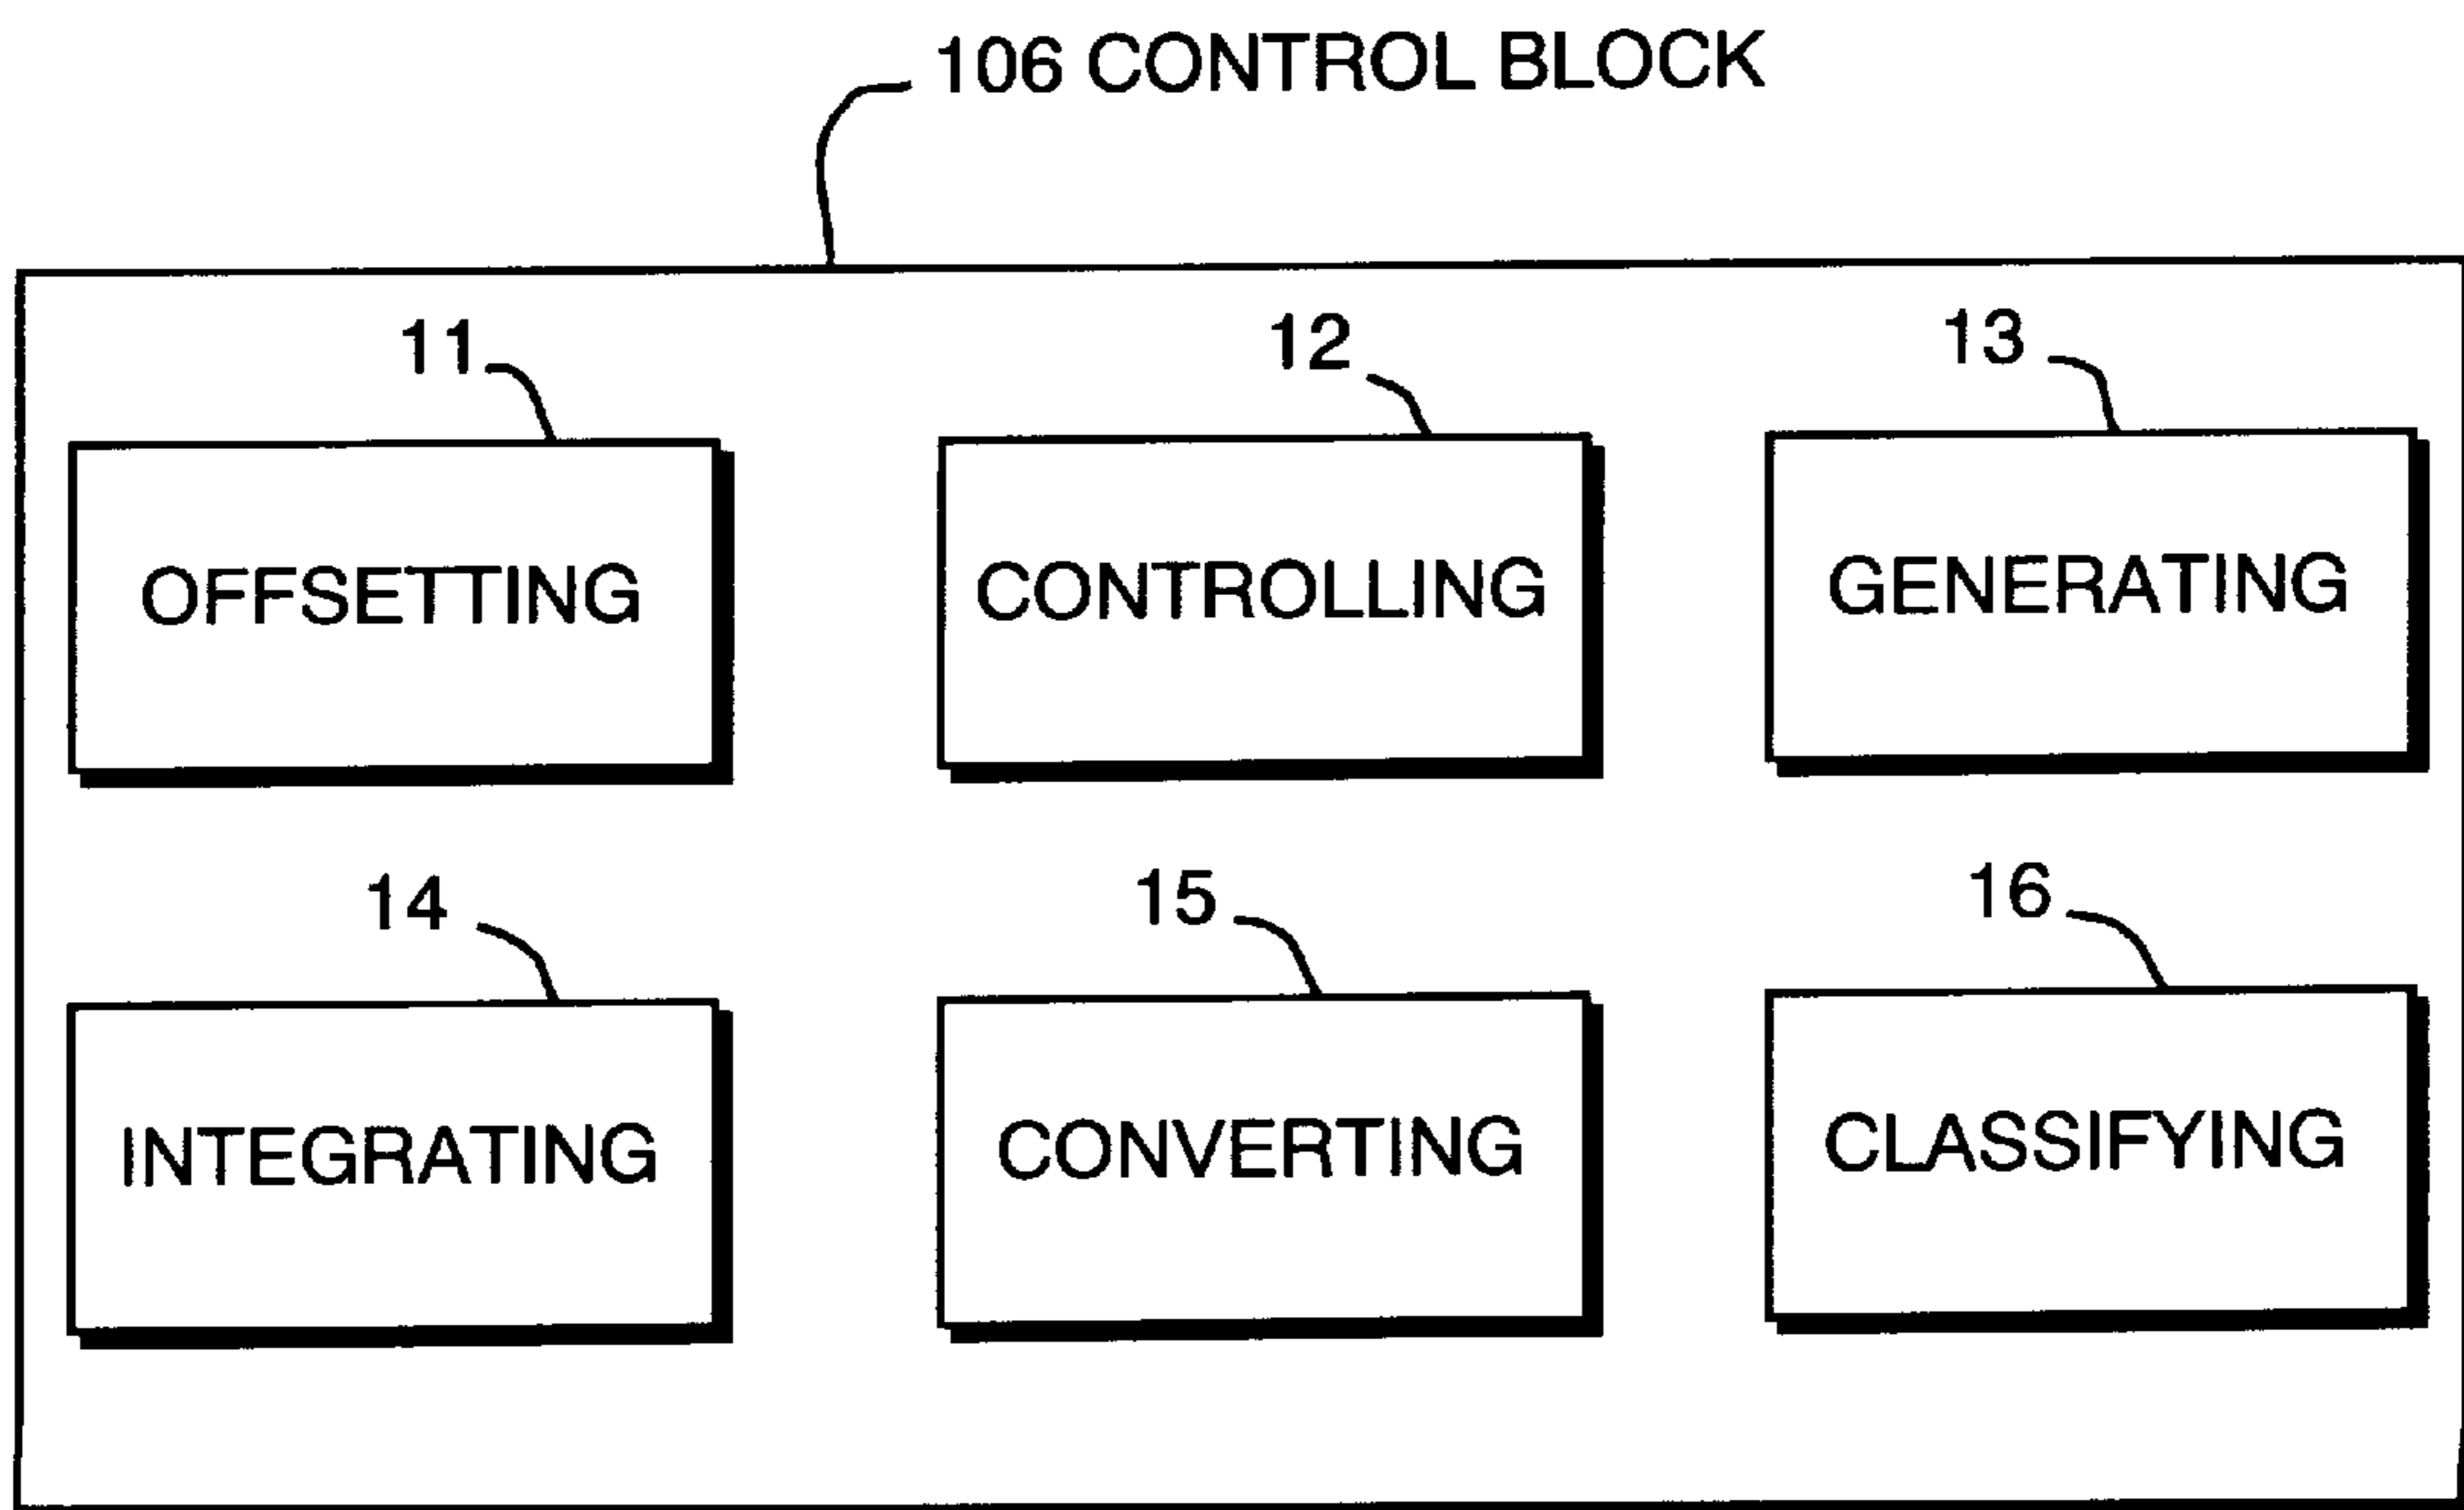 106 CONTROL BLOCK
11 12 13
OFFSETTING CONTROLLING GENERATING
14 15 16
INTEGRATING CONVERTING CLASSIFYING